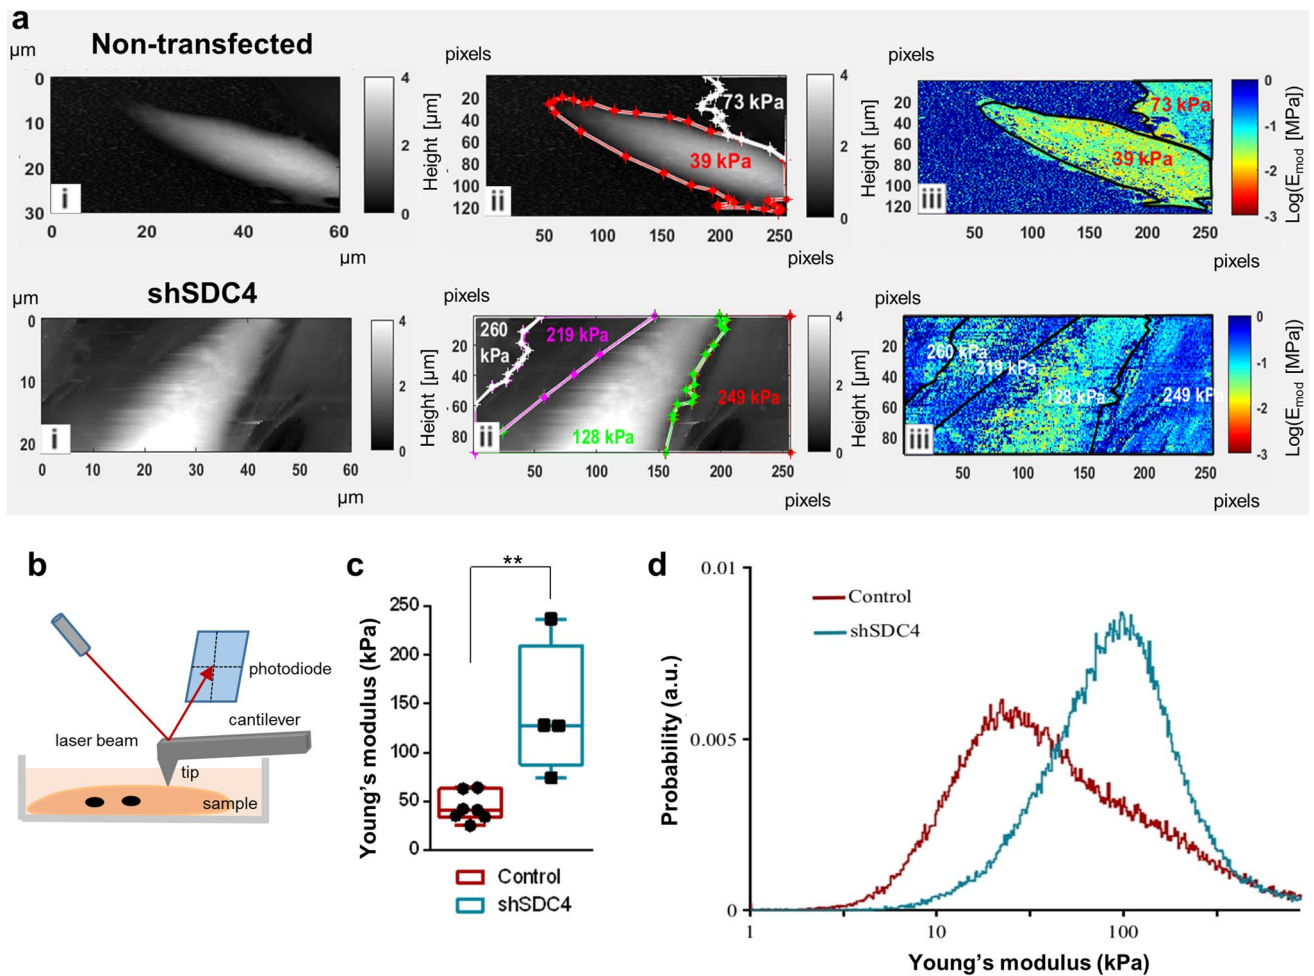 a
Non-transfected
µm
0
10
20
30
i
0
20
40
60
µm
4
2
0
Height [µm]
pixels
20
40
60
80
100
120
ii
73 kPa
39 kPa
50
100
150
200
250
pixels
4
2
0
Height [µm]
pixels
20
40
60
80
100
120
iii
73 kPa
39 kPa
50
100
150
200
250
pixels
0
-1
-2
-3
Log(Emod [MPa])
shSDC4
µm
0
10
20
i
0
10
20
30
40
50
60
µm
4
2
0
Height [µm]
pixels
20
40
60
80
ii
260
kPa
219 kPa
249 kPa
128 kPa
50
100
150
200
250
pixels
4
2
0
Height [µm]
pixels
20
40
60
80
iii
260 kPa
219 kPa
128 kPa
249 kPa
50
100
150
200
250
pixels
0
-1
-2
-3
Log(Emod [MPa])
b
photodiode
cantilever
laser beam
tip
sample
c
**
Young's modulus (kPa)
250
200
150
100
50
0
Control
shSDC4
d
Probability (a.u.)
0.01
0.005
0
Control
shSDC4
1
10
100
Young's modulus (kPa)